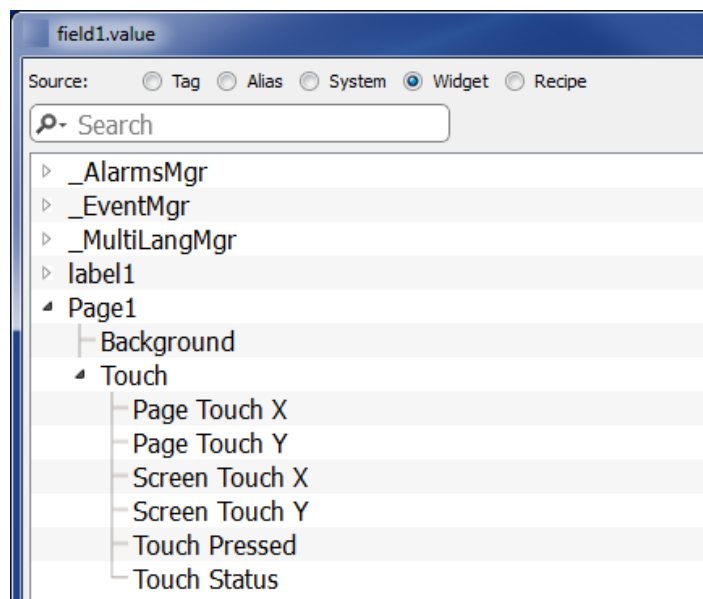 field1.value
Source: Tag Alias System Widget Recipe
Search
_AlarmsMgr
_EventMgr
_MultiLangMgr
label1
Page1
Background
Touch
Page Touch X
Page Touch Y
Screen Touch X
Screen Touch Y
Touch Pressed
Touch Status